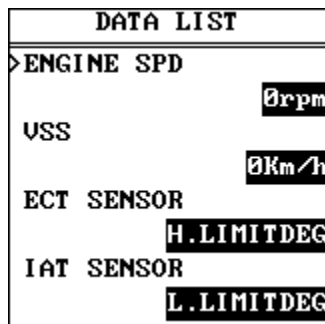 DATA LIST
>ENGINE SPD
0rpm
VSS
0Km/h
ECT SENSOR
H.LIMITDEG
IAT SENSOR
L.LIMITDEG